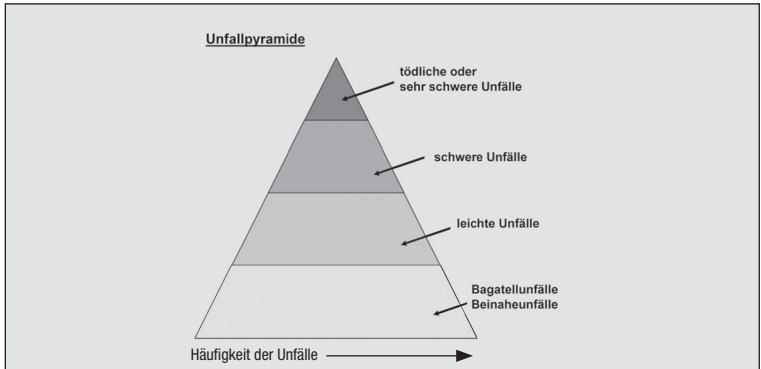 Unfallpyramide
tödliche oder
sehr schwere Unfälle
schwere Unfälle
leichte Unfälle
Bagatellunfälle
Beinaheunfälle
Häufigkeit der Unfälle